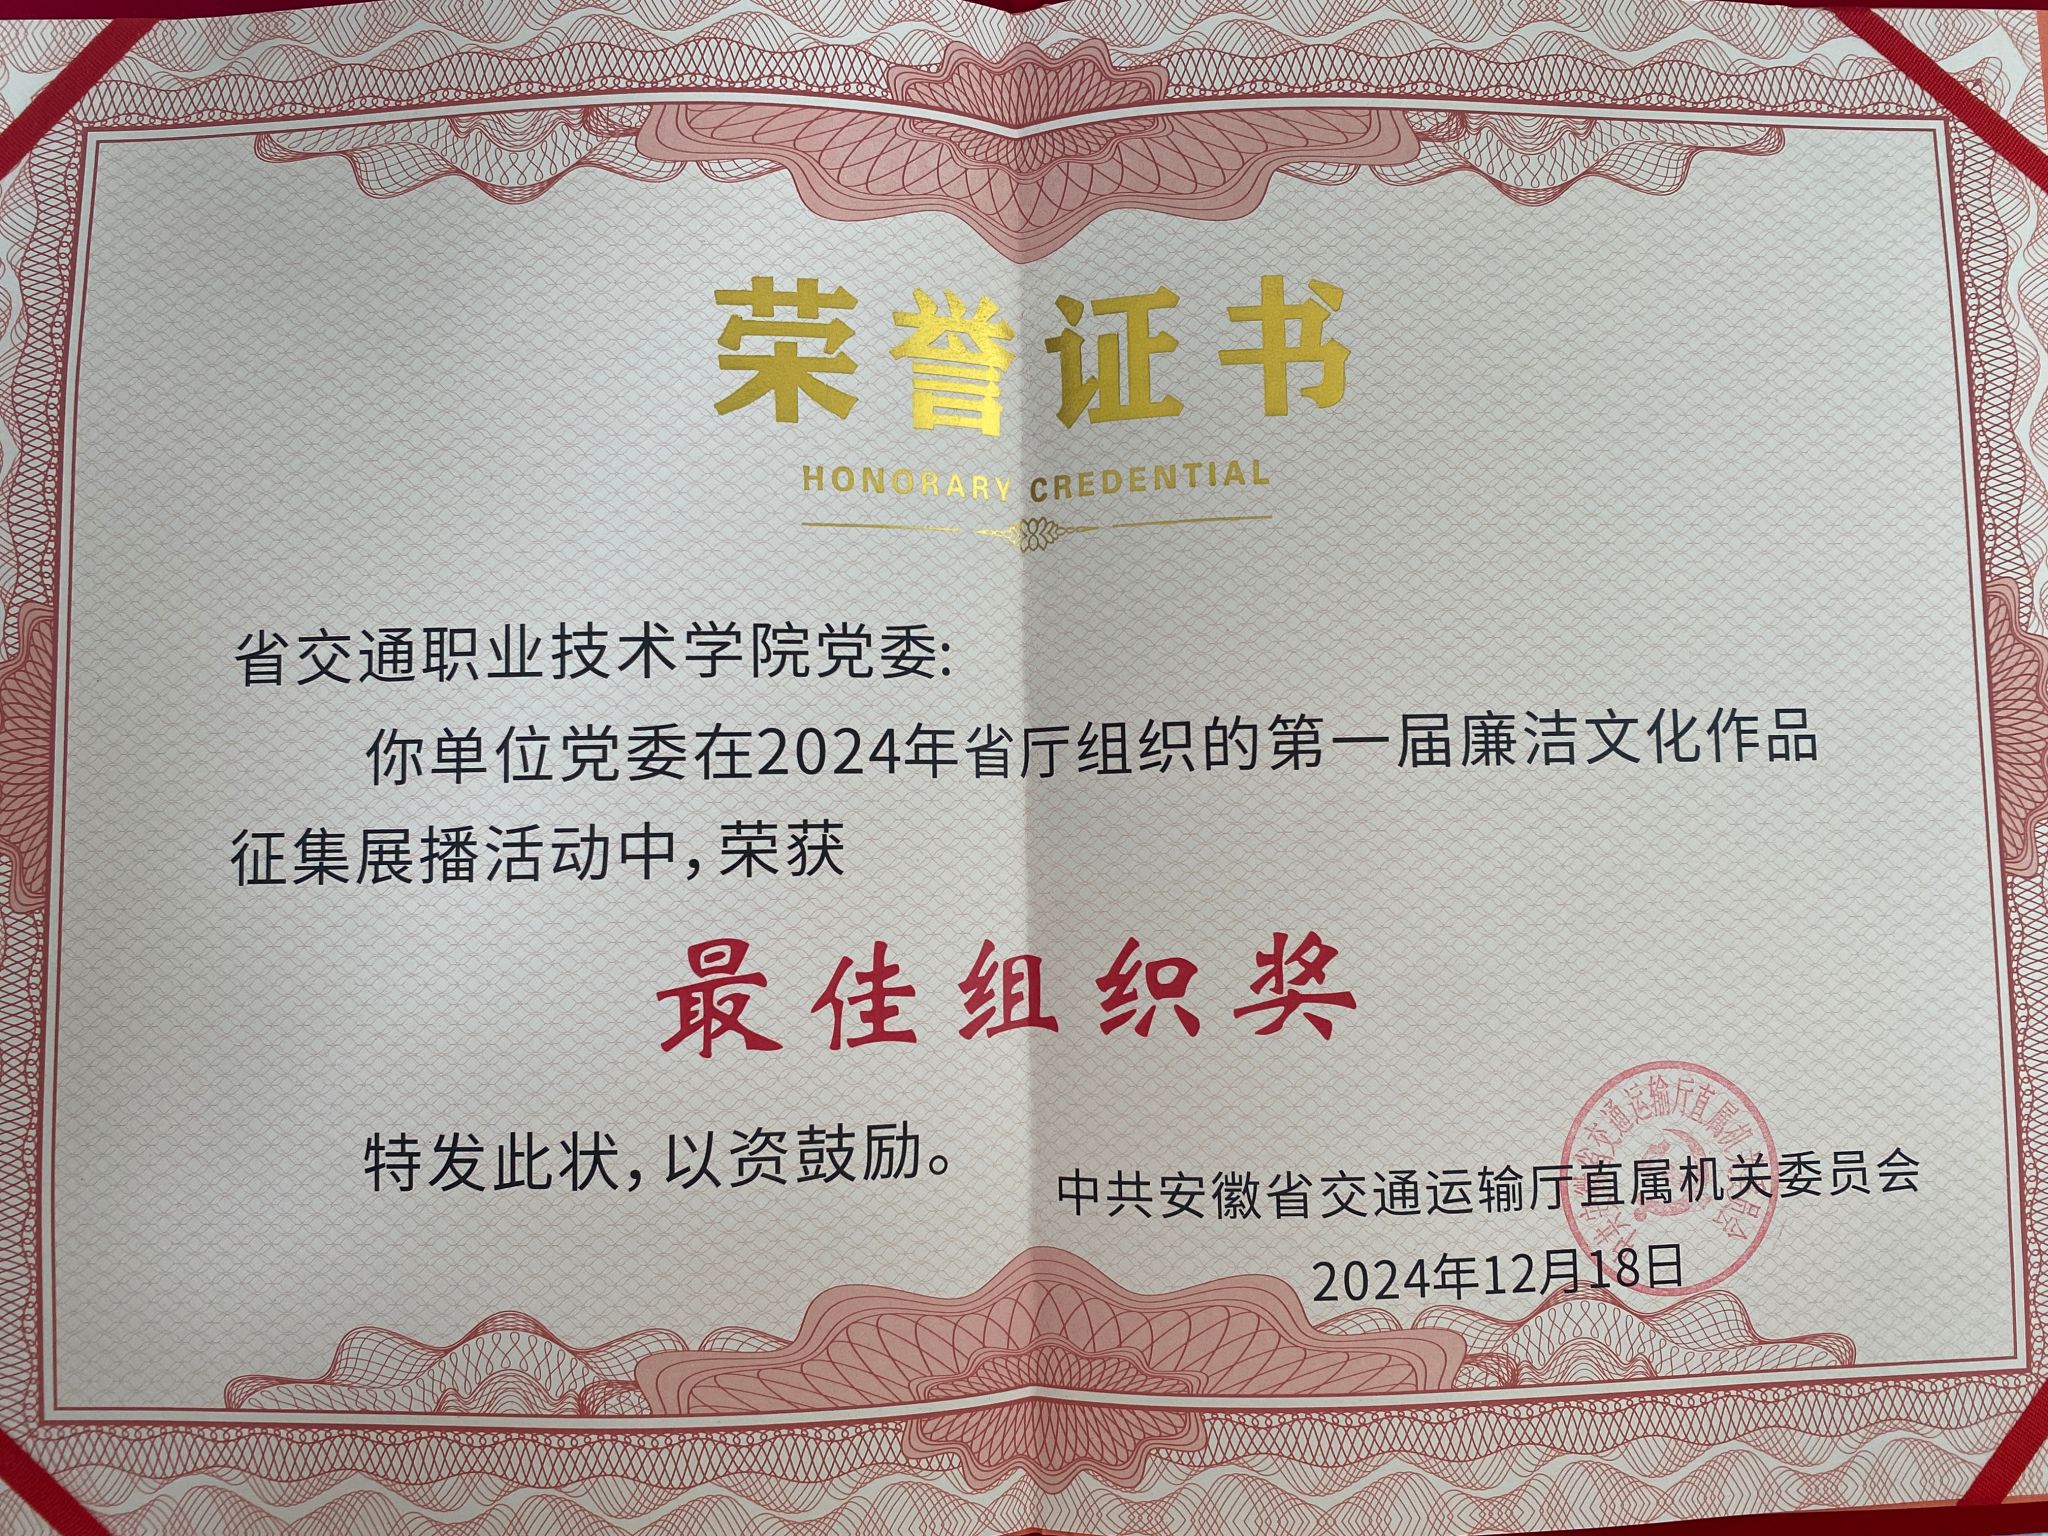 荣誉证书
HONORARY CREDENTIAL
省交通职业技术学院党委:
你单位党委在2024年省厅组织的第一届廉洁文化作品
征集展播活动中,荣获
最佳组织奖
特发此状,以资鼓励。
中共安徽省交通运输厅直属机关委员会
2024年12月18日